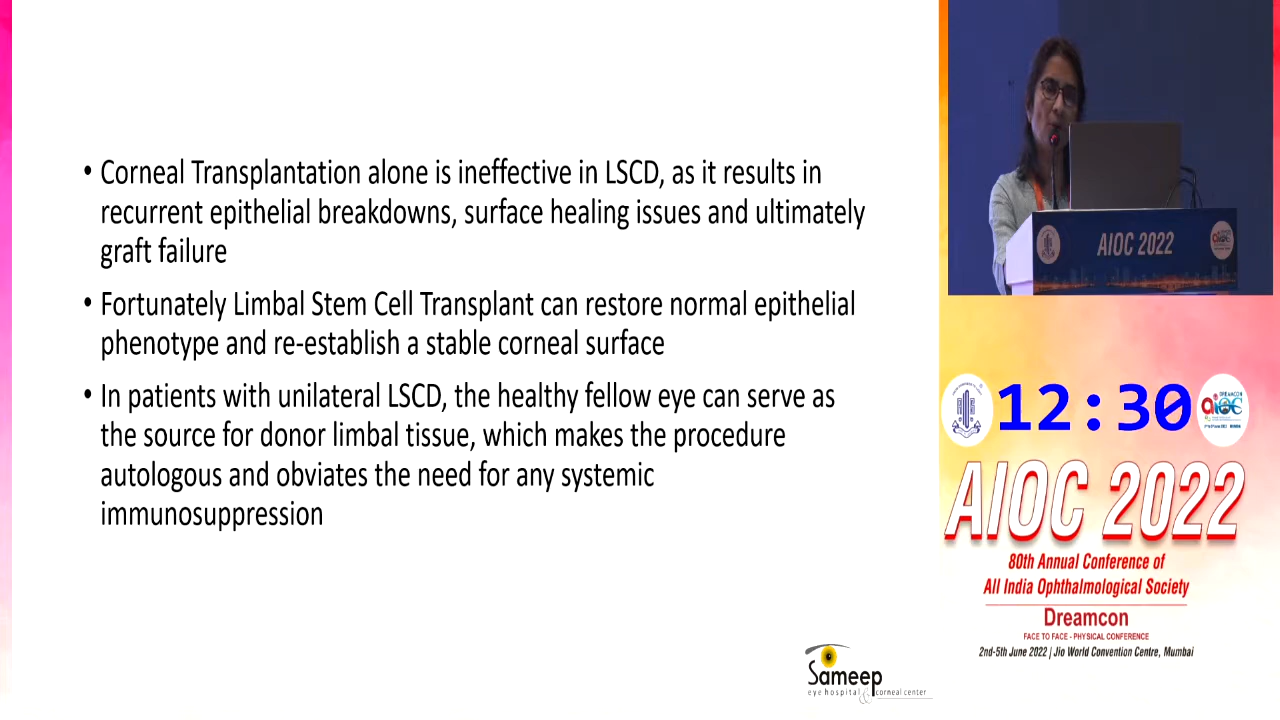 • Corneal Transplantation alone is ineffective in LSCD, as it results in
recurrent epithelial breakdowns, surface healing issues and ultimately
graft failure
• Fortunately Limbal Stem Cell Transplant can restore normal epithelial
phenotype and re-establish a stable corneal surface
• In patients with unilateral LSCD, the healthy fellow eye can serve as
the source for donor limbal tissue, which makes the procedure
autologous and obviates the need for any systemic
immunosuppression
Sameep
eye hospital & corneal center
AIOC 2022
12:30
AIOC 2022
80th Annual Conference of
All India Ophthalmological Society
Dreamcon
FACE TO FACE - PHYSICAL CONFERENCE
2nd-5th June 2022 | Jio World Convention Centre, Mumbai